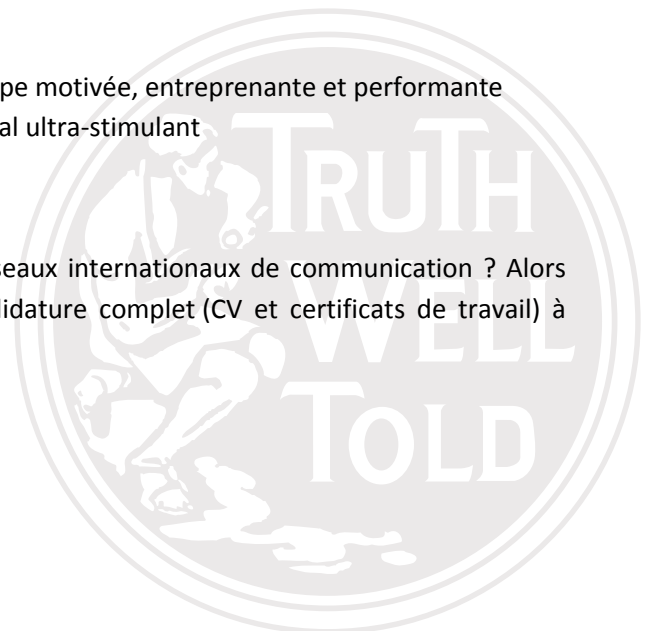 pe motivée, entreprenante et performante
al ultra-stimulant
seaux internationaux de communication ? Alors
lidature complet (CV et certificats de travail) à
TRUTH
WELL
TOLD